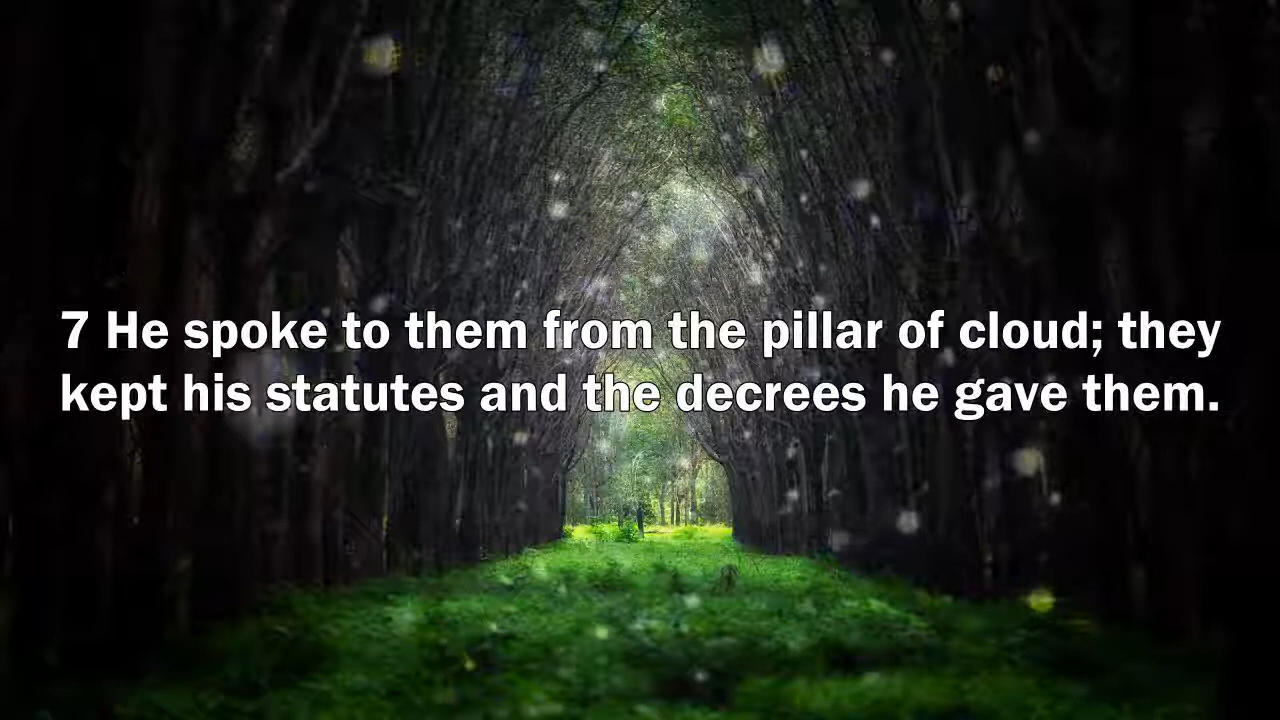 7 He spoke to them from the pillar of cloud; they
kept his statutes and the decrees he gave them.